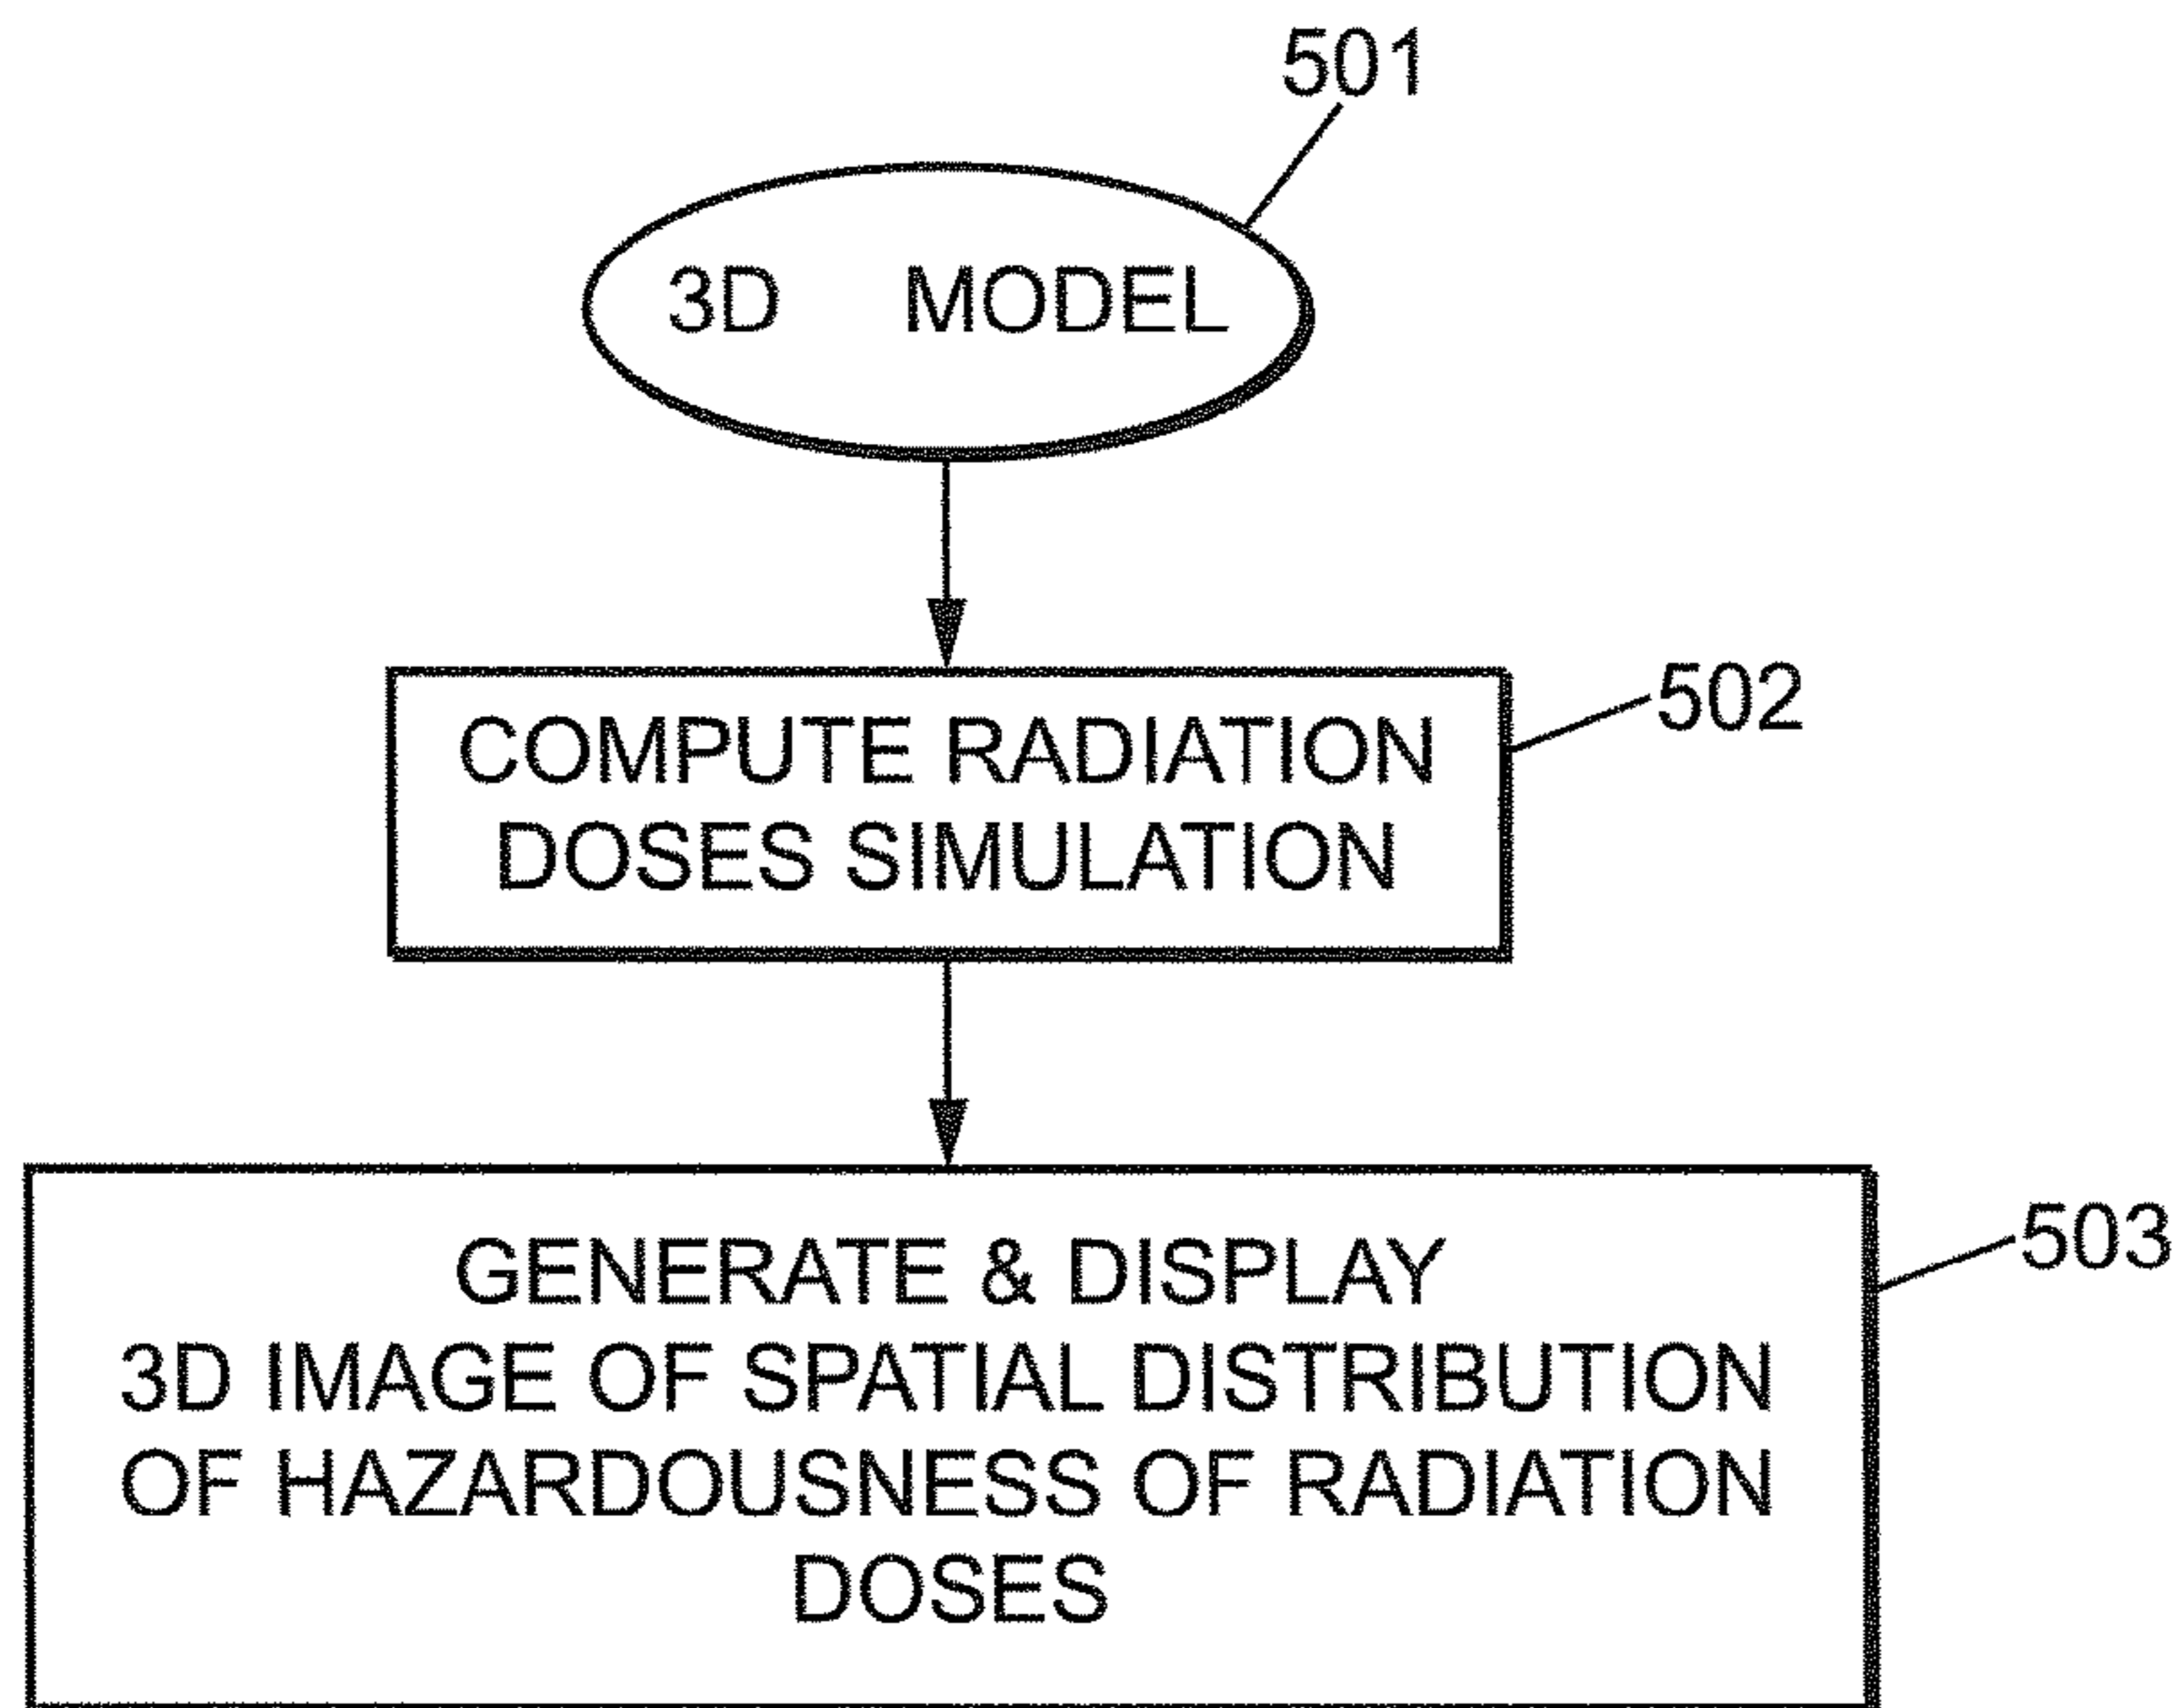 501
3D MODEL
COMPUTE RADIATION
DOSES SIMULATION
502
GENERATE & DISPLAY
3D IMAGE OF SPATIAL DISTRIBUTION
OF HAZARDOUSNESS OF RADIATION
DOSES
503